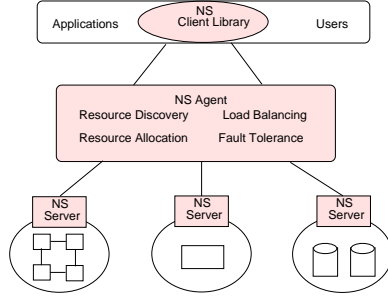 NS
Applications Client Library Users
NS Agent
Resource Discovery Load Balancing
Resource Allocation Fault Tolerance
NS
Server
NS
Server
NS
Server